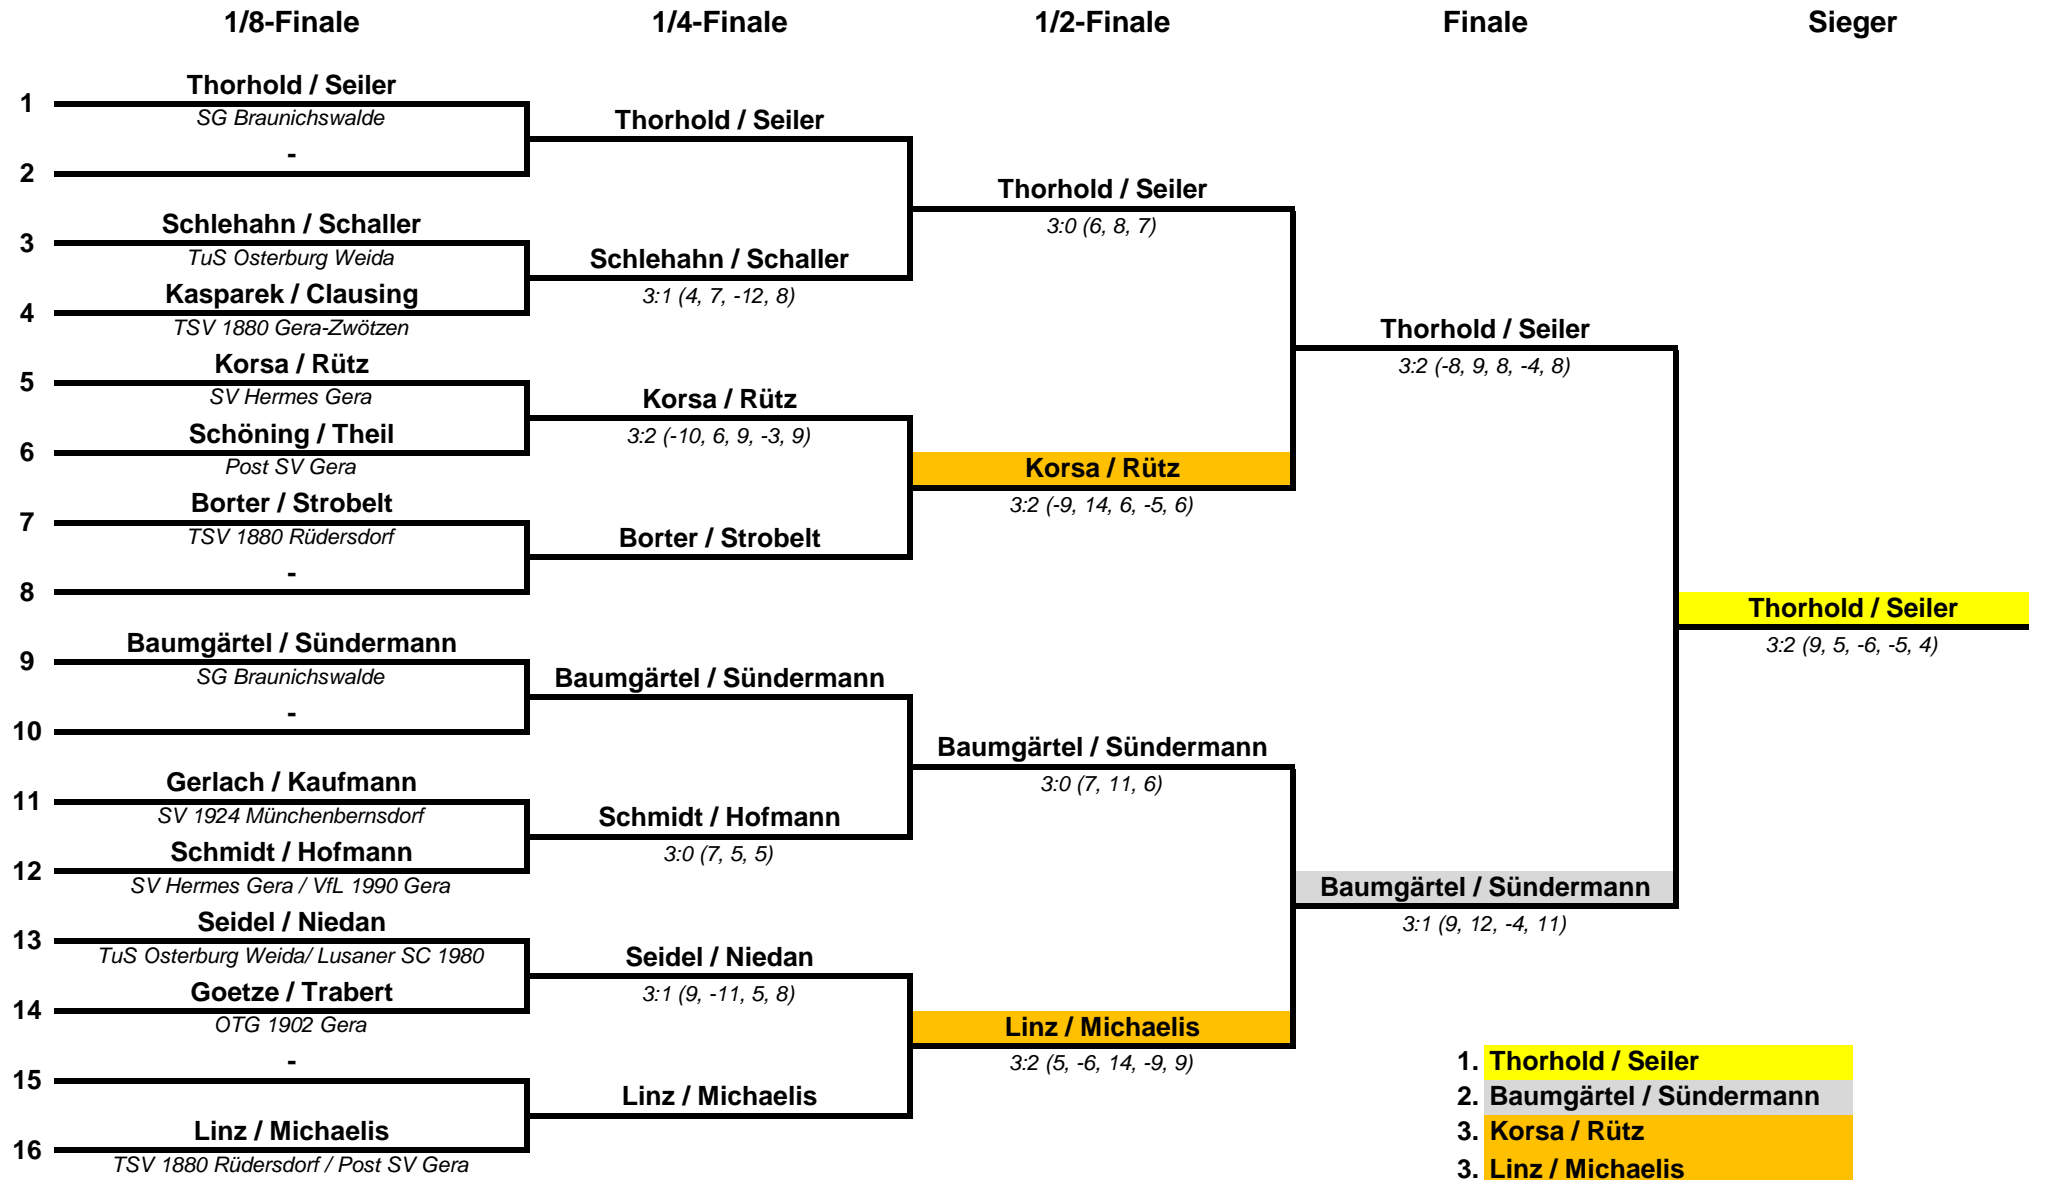 1/8-Finale 1/4-Finale 1/2-Finale Finale Sieger
Thorhold / Seiler
1
SG Braunichswalde
Thorhold / Seiler
-
2
Thorhold / Seiler
3:0 (6, 8, 7)
Schlehahn / Schaller
3
TuS Osterburg Weida
Schlehahn / Schaller
3:1 (4, 7, -12, 8)
Kasparek / Clausing
4
TSV 1880 Gera-Zwötzen
Thorhold / Seiler
3:2 (-8, 9, 8, -4, 8)
Korsa / Rütz
5
SV Hermes Gera
Korsa / Rütz
3:2 (-10, 6, 9, -3, 9)
Schöning / Theil
6
Post SV Gera
Korsa / Rütz
3:2 (-9, 14, 6, -5, 6)
Borter / Strobelt
7
TSV 1880 Rüdersdorf
Borter / Strobelt
-
8
Thorhold / Seiler
3:2 (9, 5, -6, -5, 4)
Baumgärtel / Sündermann
9
SG Braunichswalde
Baumgärtel / Sündermann
-
10
Baumgärtel / Sündermann
3:0 (7, 11, 6)
Gerlach / Kaufmann
11
SV 1924 Münchenbernsdorf
Schmidt / Hofmann
3:0 (7, 5, 5)
Schmidt / Hofmann
12
SV Hermes Gera / VfL 1990 Gera
Baumgärtel / Sündermann
3:1 (9, 12, -4, 11)
Seidel / Niedan
13
TuS Osterburg Weida/ Lusaner SC 1980
Seidel / Niedan
3:1 (9, -11, 5, 8)
Goetze / Trabert
14
OTG 1902 Gera
Linz / Michaelis
3:2 (5, -6, 14, -9, 9)
-
15
Linz / Michaelis
Linz / Michaelis
16
TSV 1880 Rüdersdorf / Post SV Gera
1. Thorhold / Seiler
2. Baumgärtel / Sündermann
3. Korsa / Rütz
3. Linz / Michaelis